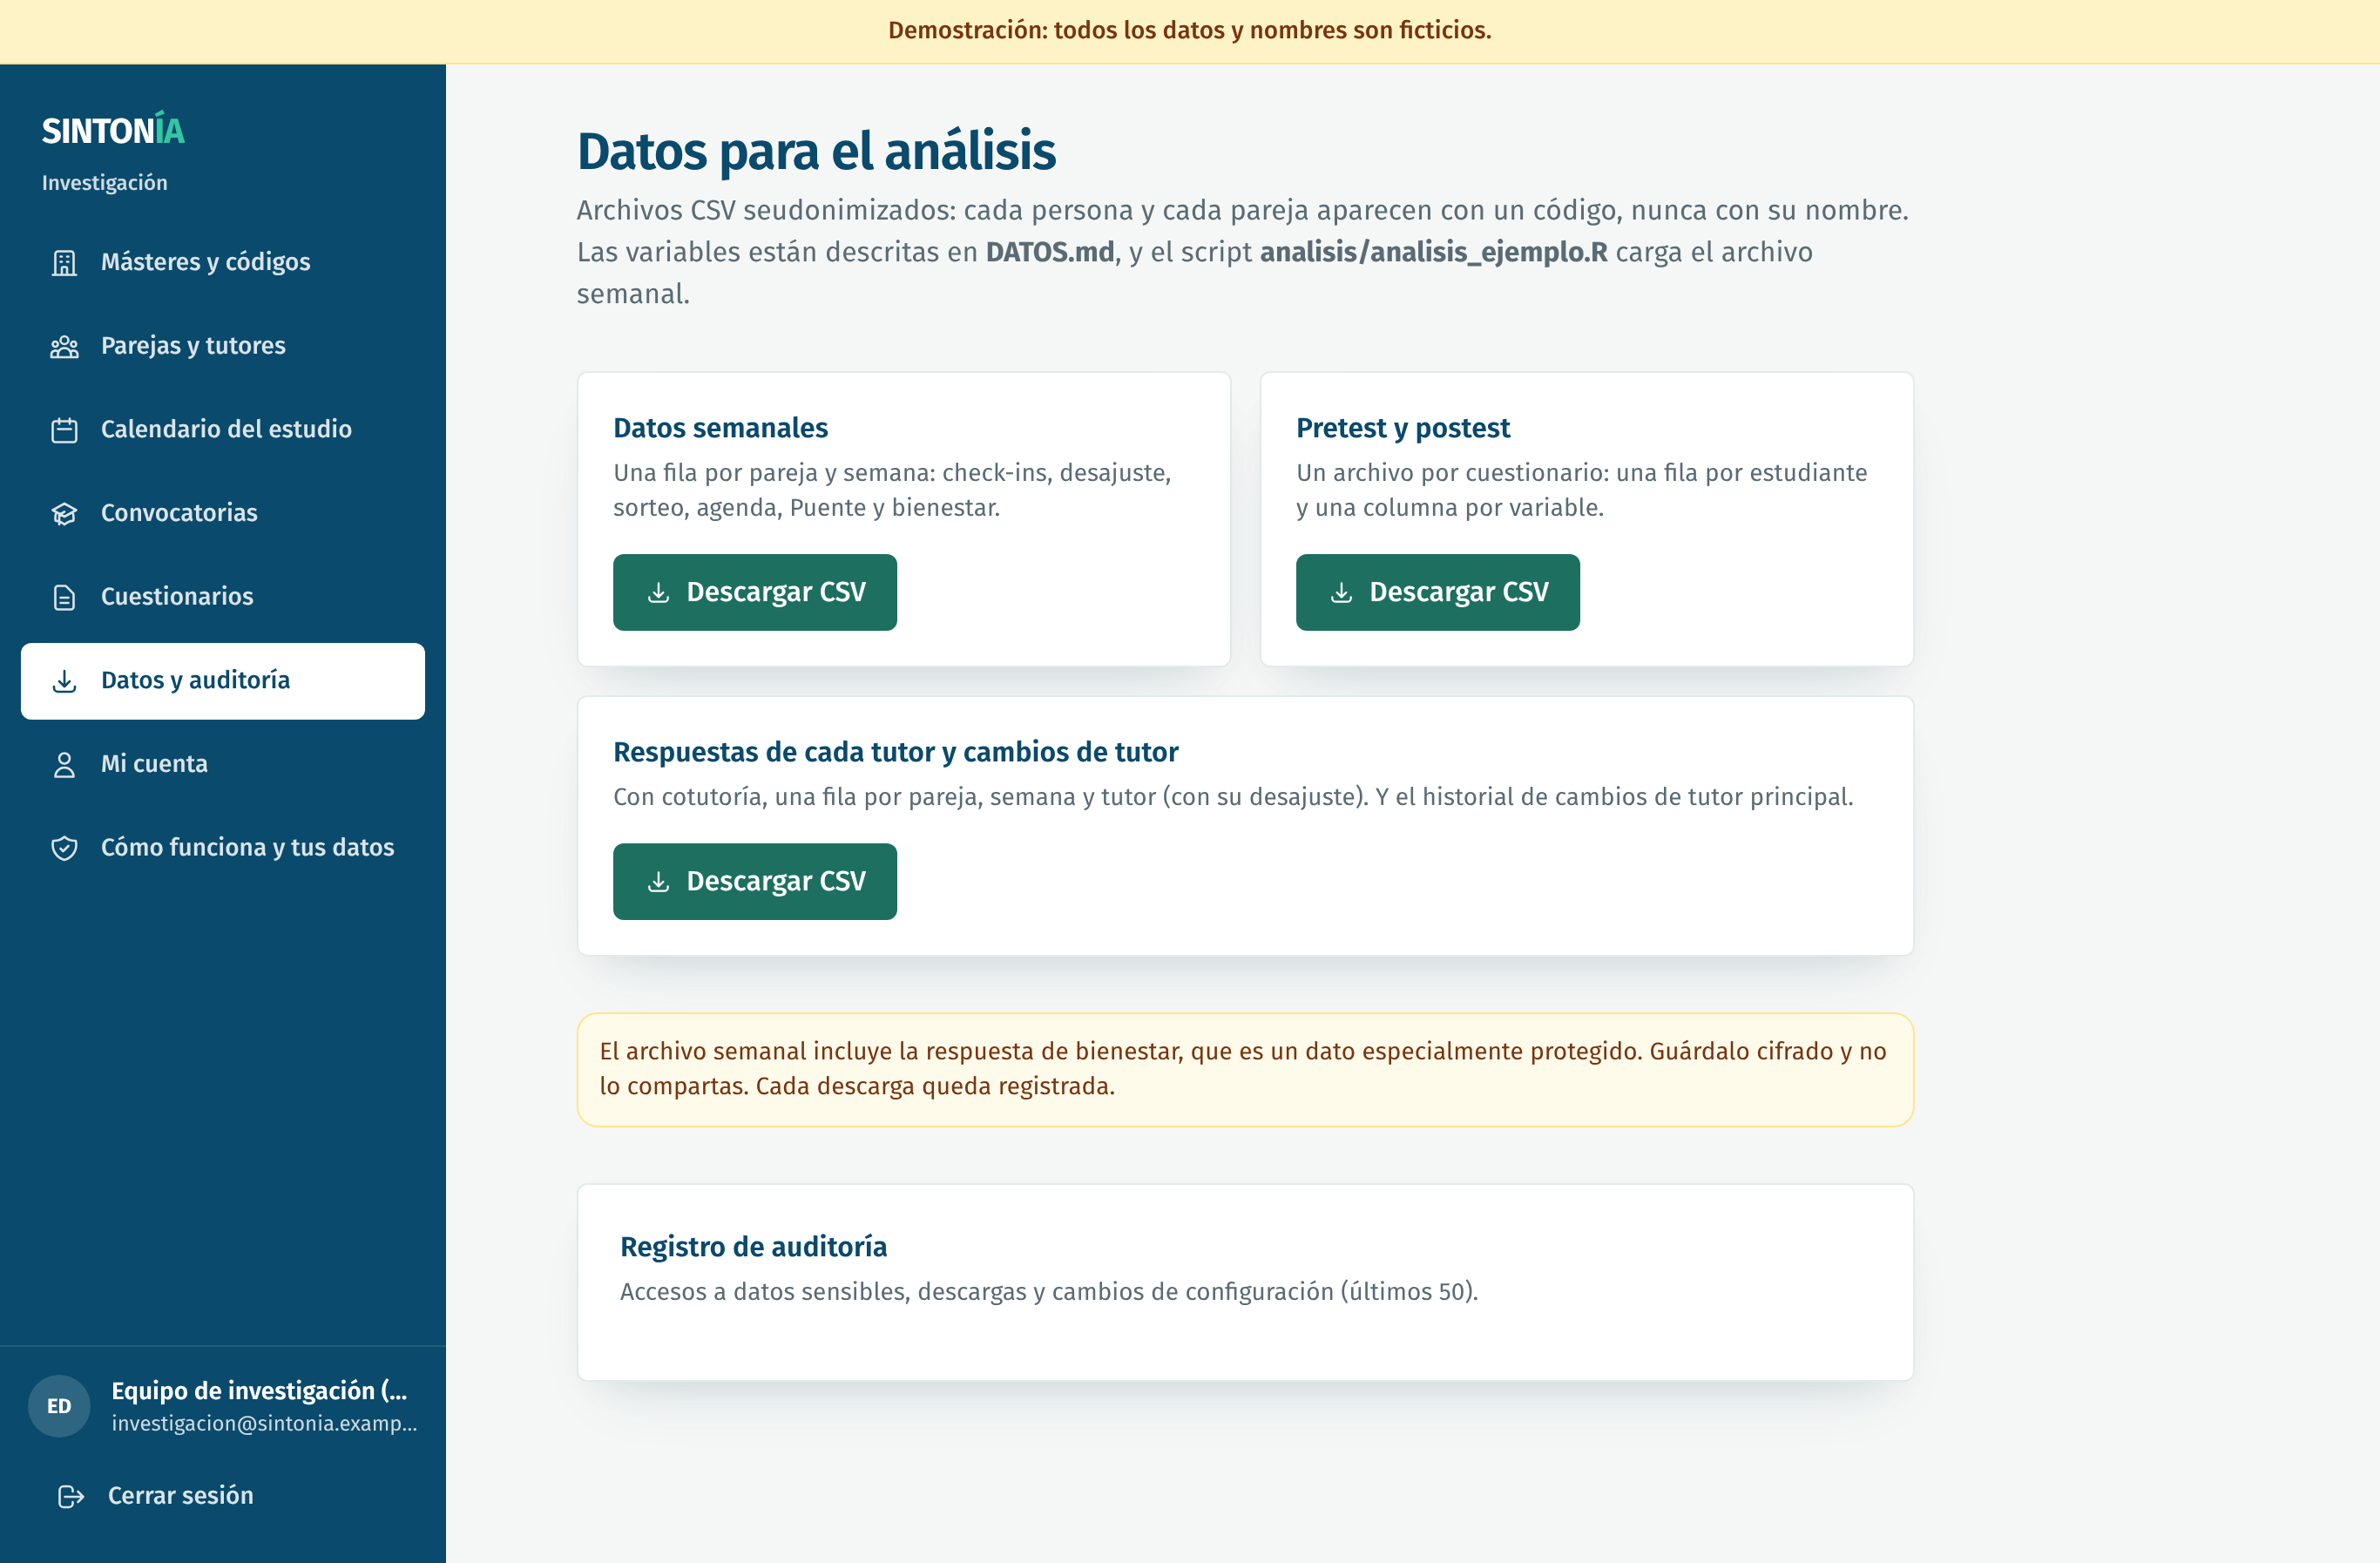 Demostración: todos los datos y nombres son ficticios.
SINTONÍA
Investigación
Másteres y códigos
Parejas y tutores
Calendario del estudio
Convocatorias
Cuestionarios
Datos y auditoría
Mi cuenta
Cómo funciona y tus datos
ED
Equipo de investigación (...
investigacion@sintonia.examp...
Cerrar sesión
Datos para el análisis
Archivos CSV seudonimizados: cada persona y cada pareja aparecen con un código, nunca con su nombre.
Las variables están descritas en DATOS.md, y el script analisis/analisis_ejemplo.R carga el archivo
semanal.
Datos semanales
Una fila por pareja y semana: check-ins, desajuste,
sorteo, agenda, Puente y bienestar.
Descargar CSV
Pretest y postest
Un archivo por cuestionario: una fila por estudiante
y una columna por variable.
Descargar CSV
Respuestas de cada tutor y cambios de tutor
Con cotutoría, una fila por pareja, semana y tutor (con su desajuste). Y el historial de cambios de tutor principal.
Descargar CSV
El archivo semanal incluye la respuesta de bienestar, que es un dato especialmente protegido. Guárdalo cifrado y no
lo compartas. Cada descarga queda registrada.
Registro de auditoría
Accesos a datos sensibles, descargas y cambios de configuración (últimos 50).